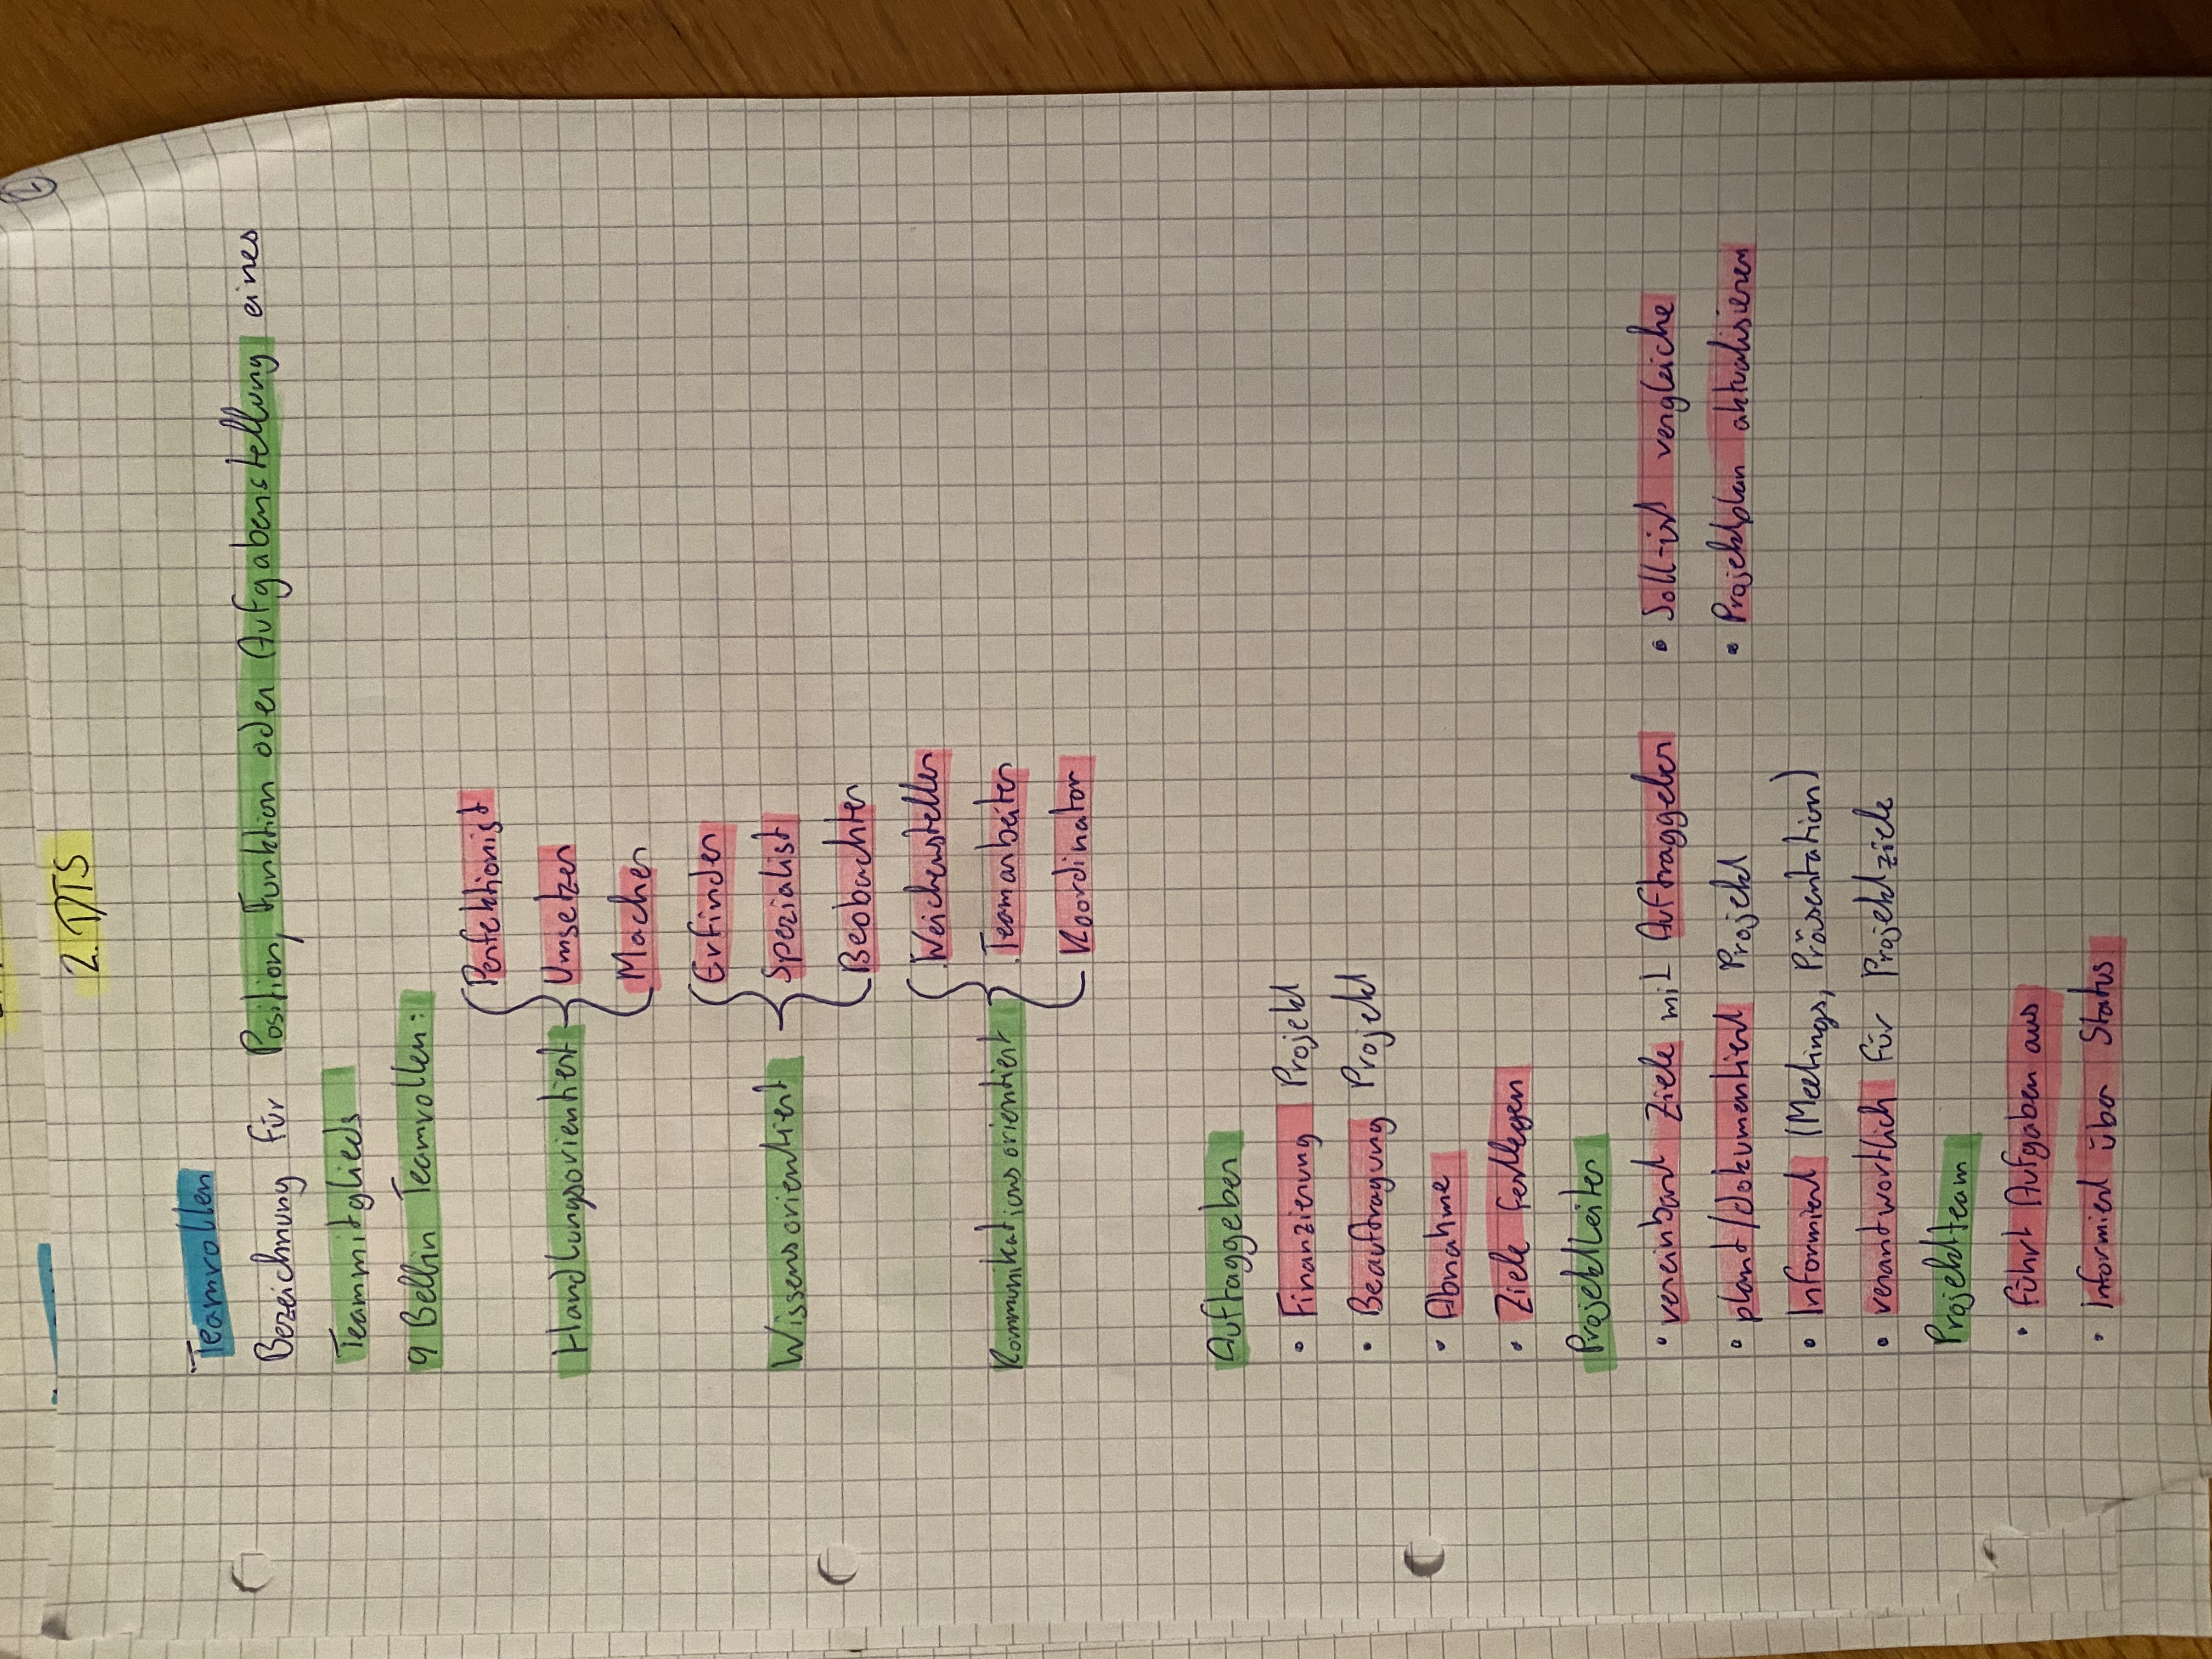 2. DTS
Teamrollen
Bezeichnung für Position, Funktion oder Aufgabenstellung eines
Teammitglieds
9 Belbin Teamrollen:
Handlungsorientiert
Perfektionist
Umsetzer
Macher
Wissensorientiert
Erfinder
Spezialist
Beobachter
Kommunikationsorientiert
Weichensteller
Teamarbeiter
Koordinator
Auftraggeber
• Finanzierung Projekt
• Beauftragung Projekt
• Abnahme
• Ziele festlegen
Projektleiter
• vereinbart Ziele mit Auftraggeber
• plant/dokumentiert Projekt
• Informiert (Meetings, Präsentation)
• verantwortlich für Projektziele
• Soll-ist vergleiche
• Projektplan aktualisieren
Projektteam
• führt Aufgaben aus
• Informiert über Status